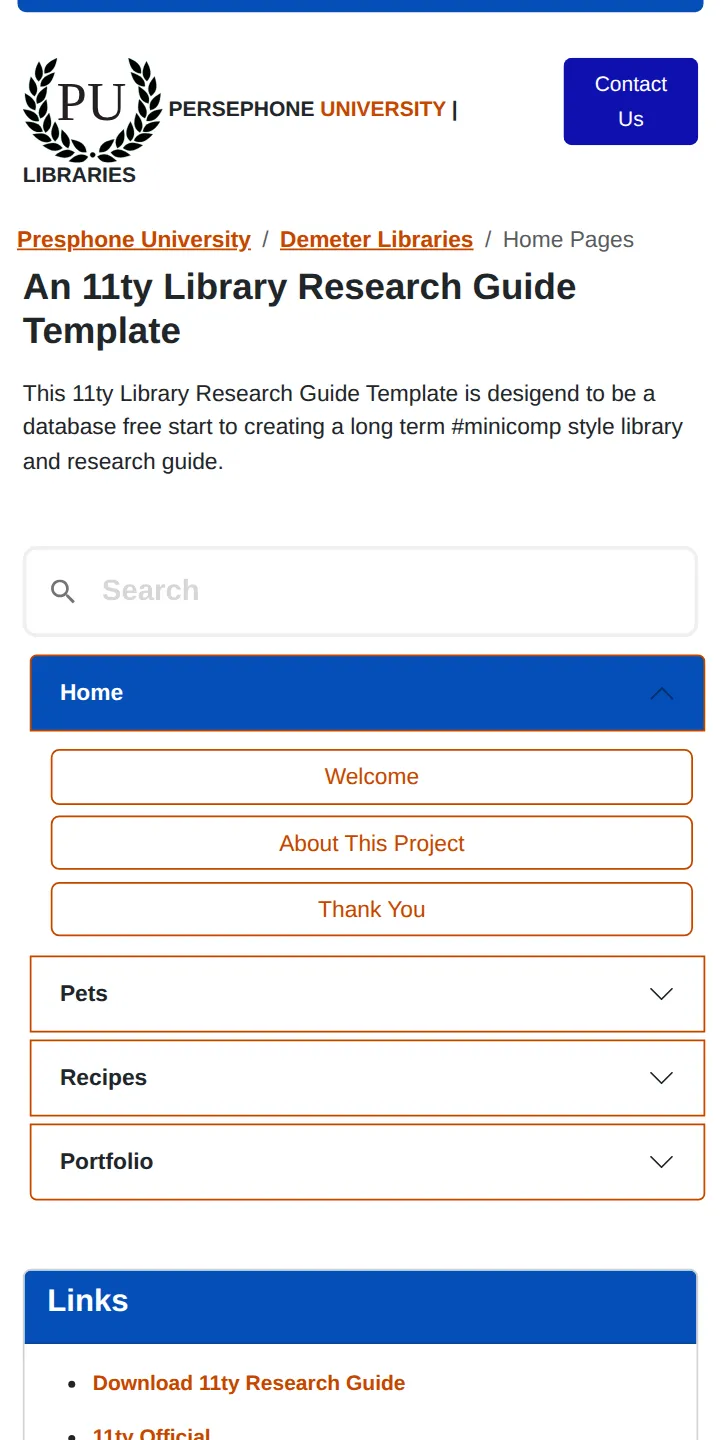 PU PERSEPHONE UNIVERSITY |
LIBRARIES
Contact
Us
Presphone University / Demeter Libraries / Home Pages
An 11ty Library Research Guide
Template
This 11ty Library Research Guide Template is desigend to be a
database free start to creating a long term #minicomp style library
and research guide.
Search
Home
Welcome
About This Project
Thank You
Pets
Recipes
Portfolio
Links
Download 11ty Research Guide
11ty Official